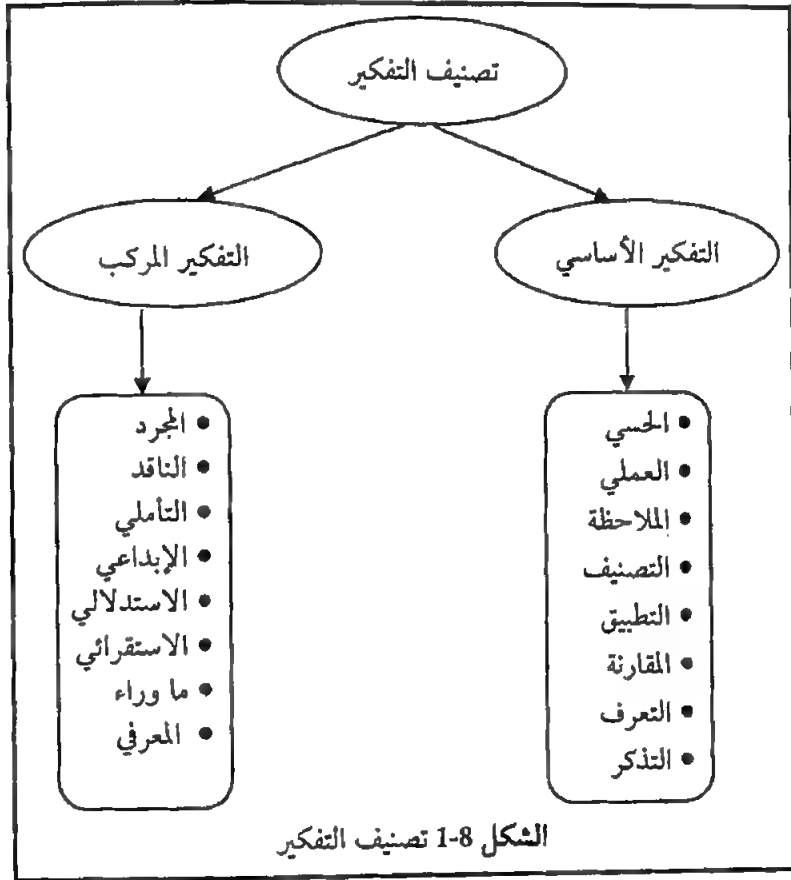 تصنيف التفكير
التفكير الأساسي
• الحسي
• العملي
• الملاحظة
• التصنيف
• التطبيق
• المقارنة
• التعرف
• التذكر
التفكير المركب
• المجرد
• الناقد
• التأملي
• الإبداعي
• الاستدلالي
• الاستقرائي
• ما وراء
• المعرفي
الشكل 8-1 تصنيف التفكير